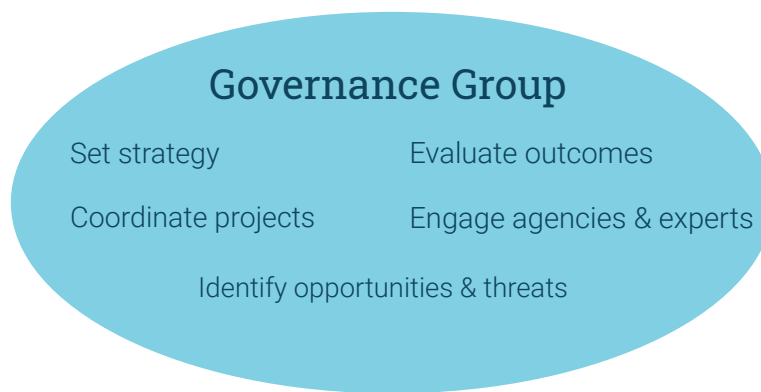 Governance Group
Set strategy
Evaluate outcomes
Coordinate projects
Engage agencies & experts
Identify opportunities & threats